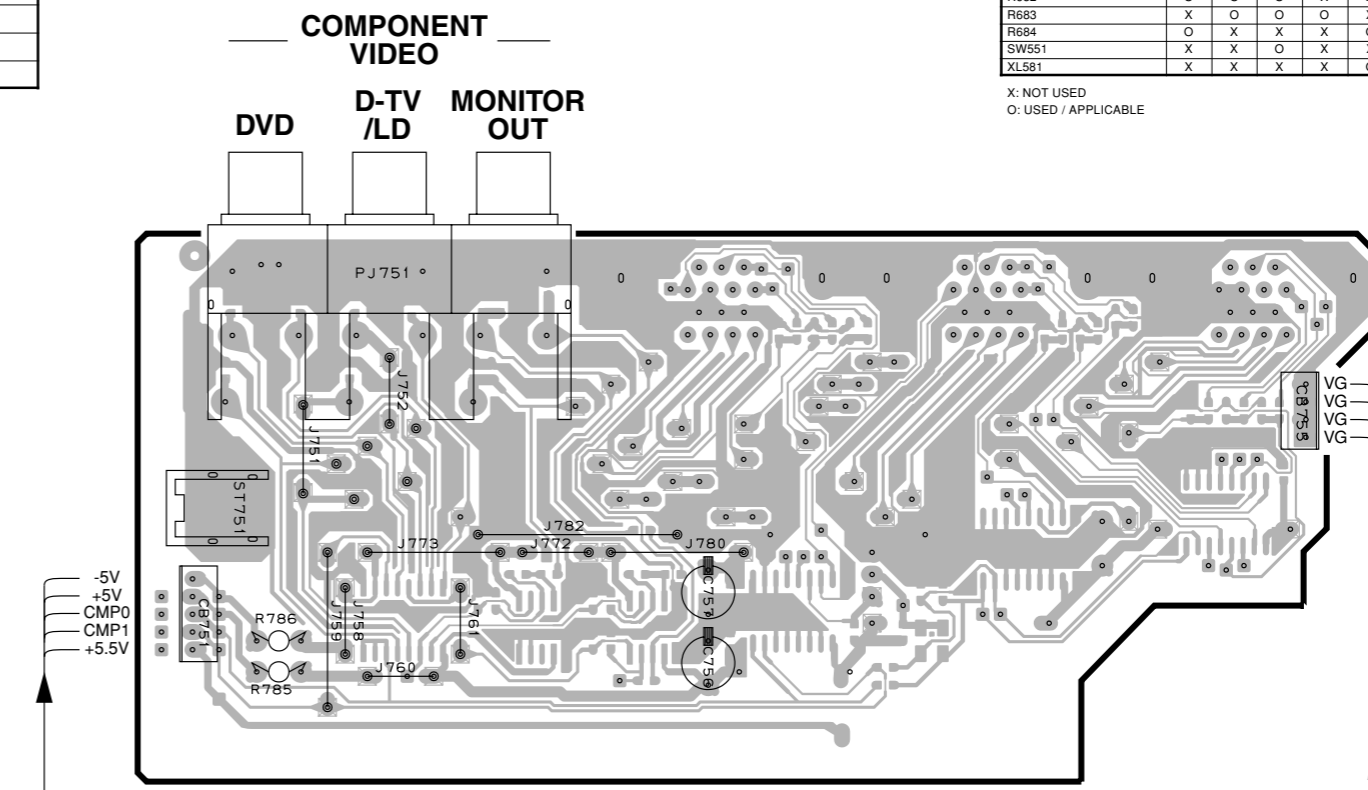 COMPONENT
VIDEO
DVD
D-TV
/LD
MONITOR
OUT
R683 X O O O
R684 O X X X
SW551 X X O X
XL581 X X X X
X: NOT USED
O: USED / APPLICABLE
PJ751
J752
J751
ST751
J782
J773
J772
J780
-5V
+5V
CMP0
CMP1
+5.5V
CB751
R786
R785
J759
J758
J761
J760
C757
VG
VG
VG
VG